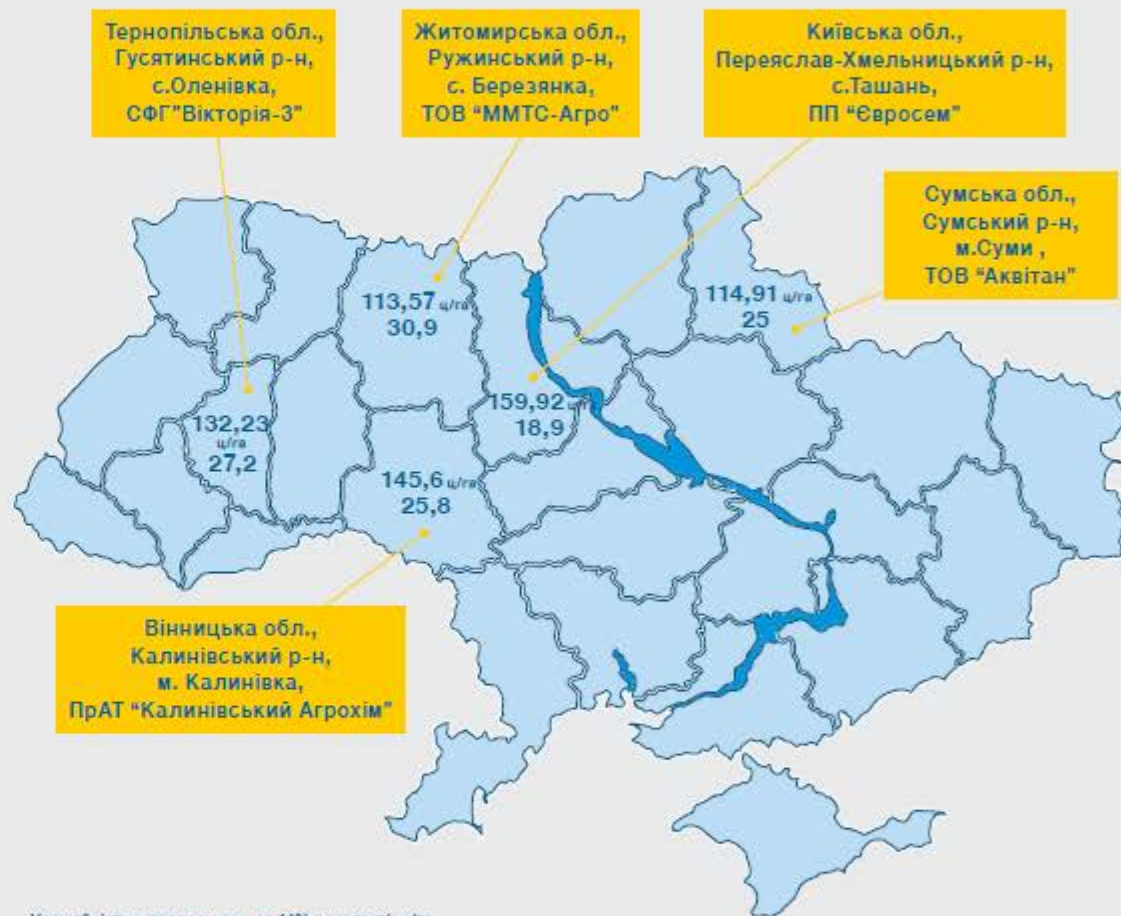 Тернопільська обл.,
Гусятинський р-н,
с.Оленівка,
СФГ"Вікторія-3"
Житомирська обл.,
Ружинський р-н,
с. Березянка,
ТОВ "ММТС-Агро"
Київська обл.,
Переяслав-Хмельницький р-н,
с.Ташань,
ПП "Євросем"
Сумська обл.,
Сумський р-н,
м.Суми ,
ТОВ "Аквітан"
113,57 ц/га
30,9
114,91 ц/га
25
159,92
18,9
132,23
ц/га
27,2
145,6 ц/га
25,8
Вінницька обл.,
Калинівський р-н,
м. Калинівка,
ПрАТ "Калинівський Агрохім"